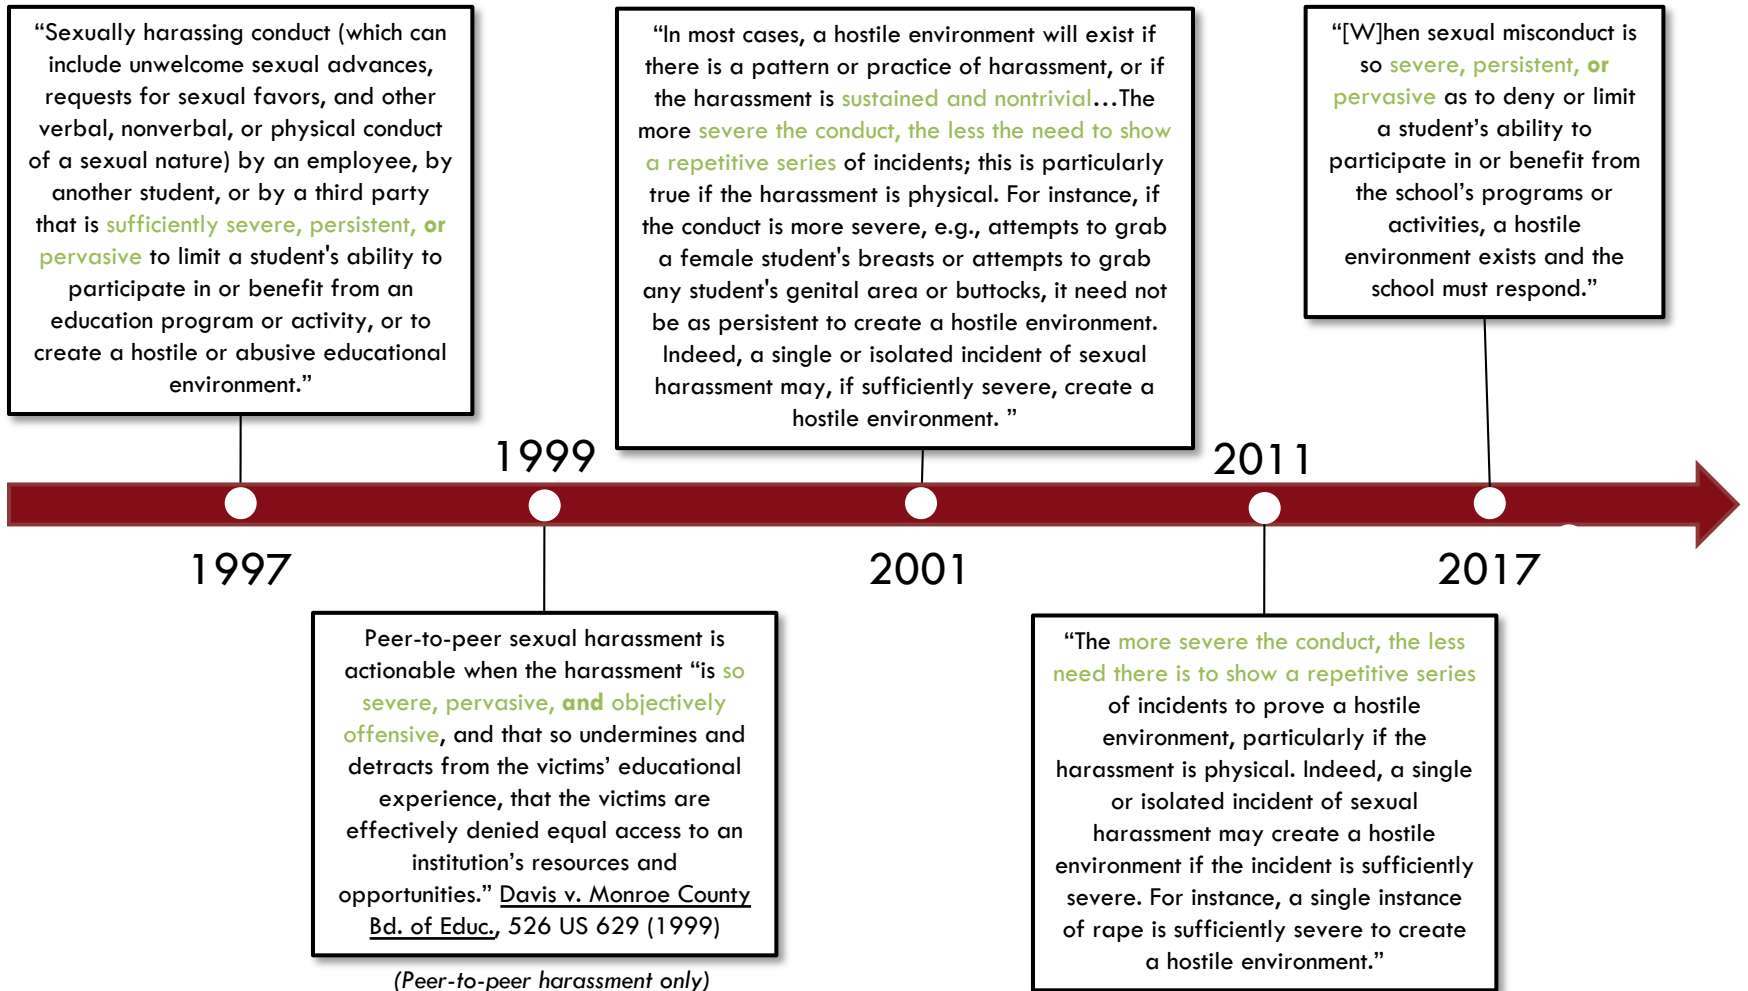 “Sexually harassing conduct (which can
include unwelcome sexual advances,
requests for sexual favors, and other
verbal, nonverbal, or physical conduct
of a sexual nature) by an employee, by
another student, or by a third party
that is sufficiently severe, persistent, or
pervasive to limit a student's ability to
participate in or benefit from an
education program or activity, or to
create a hostile or abusive educational
environment.”
“In most cases, a hostile environment will exist if
there is a pattern or practice of harassment, or if
the harassment is sustained and nontrivial…The
more severe the conduct, the less the need to show
a repetitive series of incidents; this is particularly
true if the harassment is physical. For instance, if
the conduct is more severe, e.g., attempts to grab
a female student's breasts or attempts to grab
any student's genital area or buttocks, it need not
be as persistent to create a hostile environment.
Indeed, a single or isolated incident of sexual
harassment may, if sufficiently severe, create a
hostile environment. ”
“[W]hen sexual misconduct is
so severe, persistent, or
pervasive as to deny or limit
a student’s ability to
participate in or benefit from
the school’s programs or
activities, a hostile
environment exists and the
school must respond.”
1999
2011
1997
2001
2017
Peer-to-peer sexual harassment is
actionable when the harassment “is so
severe, pervasive, and objectively
offensive, and that so undermines and
detracts from the victims’ educational
experience, that the victims are
effectively denied equal access to an
institution’s resources and
opportunities.” Davis v. Monroe County
Bd. of Educ., 526 US 629 (1999)
(Peer-to-peer harassment only)
“The more severe the conduct, the less
need there is to show a repetitive series
of incidents to prove a hostile
environment, particularly if the
harassment is physical. Indeed, a single
or isolated incident of sexual
harassment may create a hostile
environment if the incident is sufficiently
severe. For instance, a single instance
of rape is sufficiently severe to create
a hostile environment.”